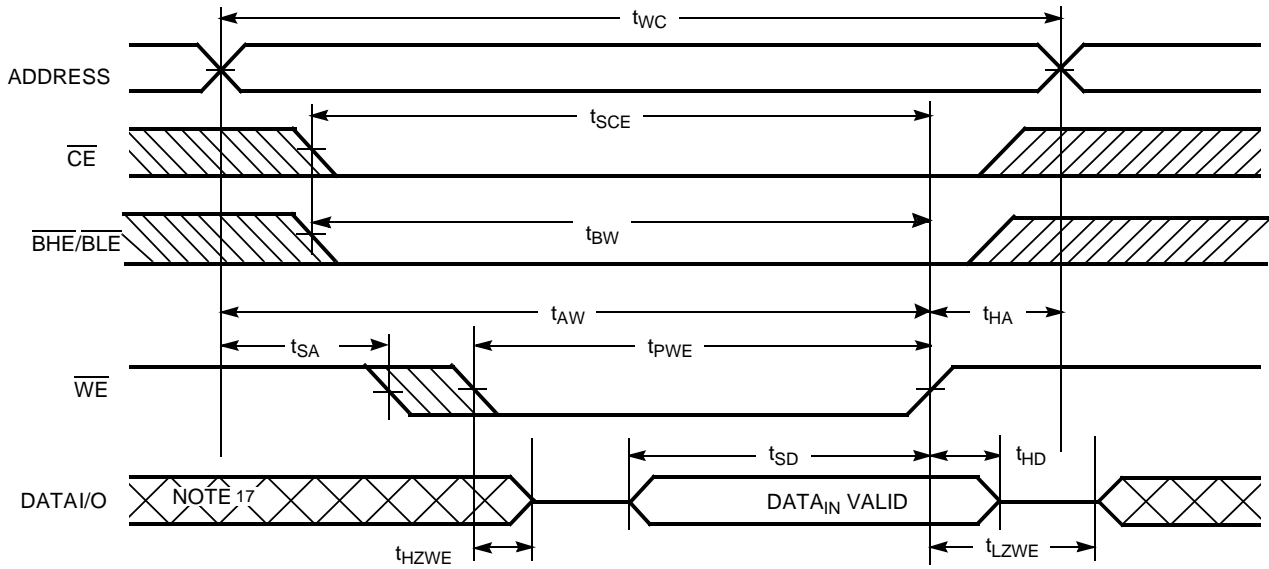 tWC
ADDRESS
tSCE
CE
BHE/BLE
tBW
tAW
tHA
tSA
tPWE
WE
tSD
tHD
DATAI/O
NOTE 17
DATAIN VALID
tHZWE
tLZWE